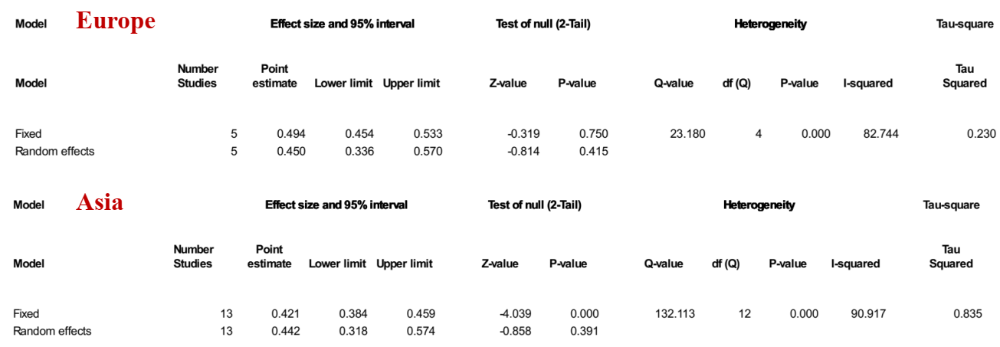 Model Europe Effect size and 95% interval Test of null (2-Tail) Heterogeneity Tau-square
Number Point Tau
Model Studies estimate Lower limit Upper limit Z-value P-value Q-value df (Q) P-value I-squared Squared
Fixed 5 0.494 0.454 0.533 -0.319 0.750 23.180 4 0.000 82.744 0.230
Random effects 5 0.450 0.336 0.570 -0.814 0.415
Model Asia Effect size and 95% interval Test of null (2-Tail) Heterogeneity Tau-square
Number Point Tau
Model Studies estimate Lower limit Upper limit Z-value P-value Q-value df (Q) P-value I-squared Squared
Fixed 13 0.421 0.384 0.459 -4.039 0.000 132.113 12 0.000 90.917 0.835
Random effects 13 0.442 0.318 0.574 -0.858 0.391